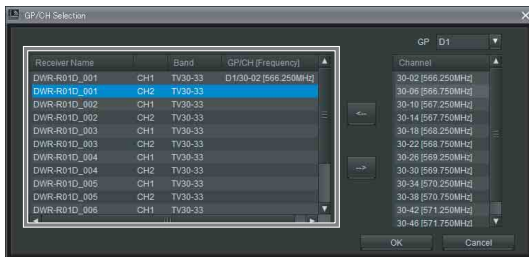 GP/CH Selection
GP D1
Receiver Name Band GP/CH [Frequency]
DWR-R01D_001 CH1 TV30-33 D1/30-02 [566.250MHz]
DWR-R01D_001 CH2 TV30-33
DWR-R01D_002 CH1 TV30-33
DWR-R01D_002 CH2 TV30-33
DWR-R01D_003 CH1 TV30-33
DWR-R01D_003 CH2 TV30-33
DWR-R01D_004 CH1 TV30-33
DWR-R01D_004 CH2 TV30-33
DWR-R01D_005 CH1 TV30-33
DWR-R01D_005 CH2 TV30-33
DWR-R01D_006 CH1 TV30-33
<--
-->
Channel
30-02 [566.250MHz]
30-06 [566.750MHz]
30-10 [567.250MHz]
30-14 [567.750MHz]
30-18 [568.250MHz]
30-22 [568.750MHz]
30-26 [569.250MHz]
30-30 [569.750MHz]
30-34 [570.250MHz]
30-38 [570.750MHz]
30-42 [571.250MHz]
30-46 [571.750MHz]
OK Cancel